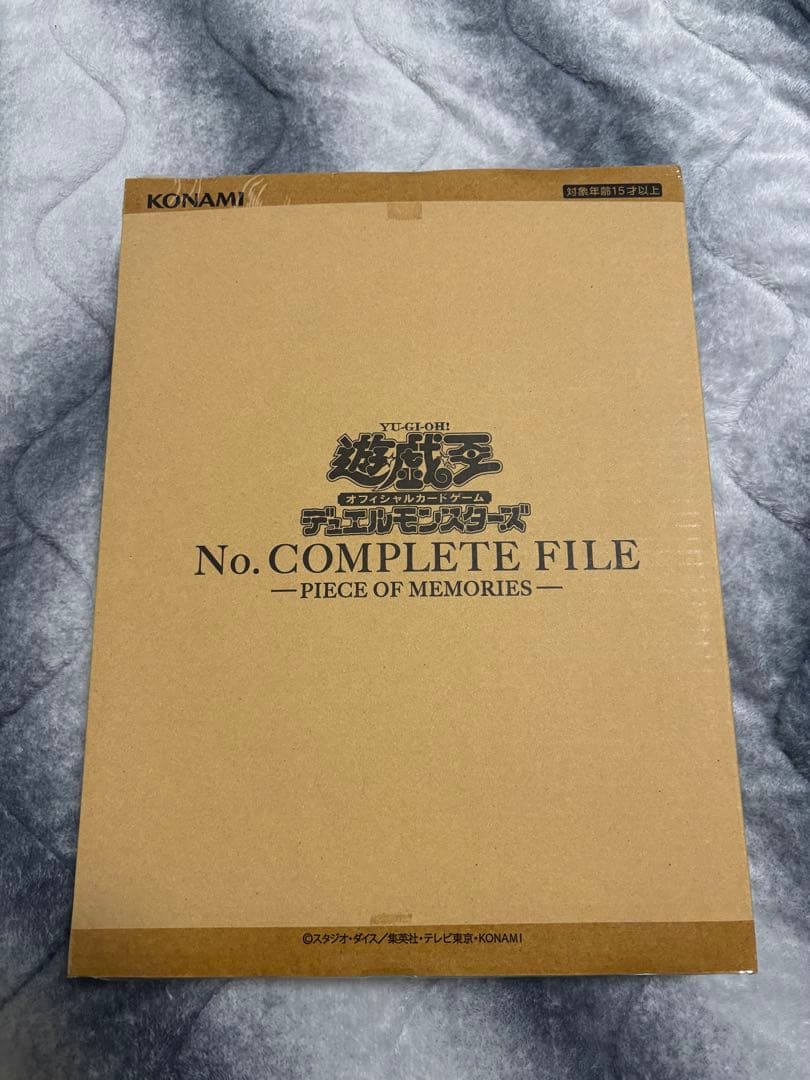 KONAMI
対象年齢15才以上
YU-GI-OH!
遊戯王
オフィシャルカードゲーム
デュエルモンスターズ
No. COMPLETE FILE
—PIECE OF MEMORIES—
©スタジオ・ダイス／集英社・テレビ東京・KONAMI